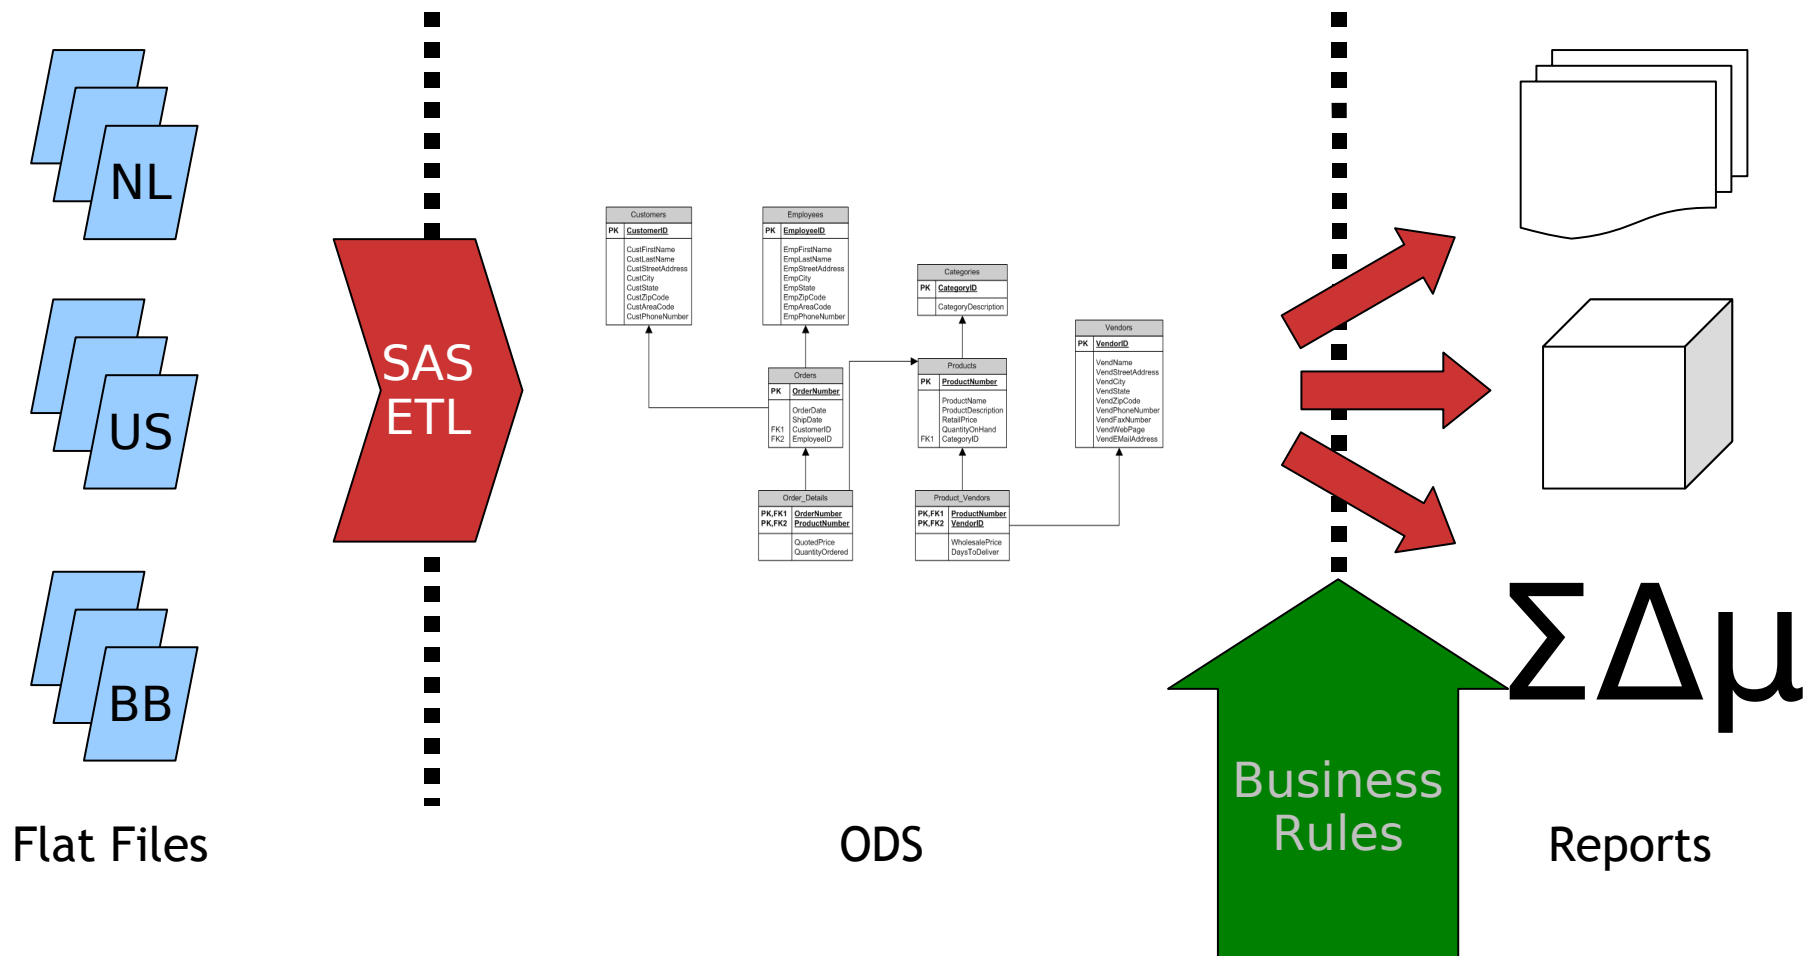 NL
US
BB
Flat Files
SAS
ETL
Customers
PK CustomerID
CustFirstName
CustLastName
CustStreetAddress
CustCity
CustState
CustZipCode
CustAreaCode
CustPhoneNumber
Employees
PK EmployeeID
EmpFirstName
EmpLastName
EmpStreetAddress
EmpCity
EmpState
EmpZipCode
EmpAreaCode
EmpPhoneNumber
Categories
PK CategoryID
CategoryDescription
Vendors
PK VendorID
VendName
VendStreetAddress
VendCity
VendState
VendZipCode
VendPhoneNumber
VendFaxNumber
VendWebPage
VendEMailAddress
Orders
PK OrderNumber
OrderDate
ShipDate
FK1 CustomerID
FK2 EmployeeID
Products
PK ProductNumber
ProductName
ProductDescription
RetailPrice
QuantityOnHand
FK1 CategoryID
Order_Details
PK,FK1 OrderNumber
PK,FK2 ProductNumber
QuotedPrice
QuantityOrdered
Product_Vendors
PK,FK1 ProductNumber
PK,FK2 VendorID
WholesalePrice
DaysToDeliver
ODS
Business
Rules
ΣΔμ
Reports